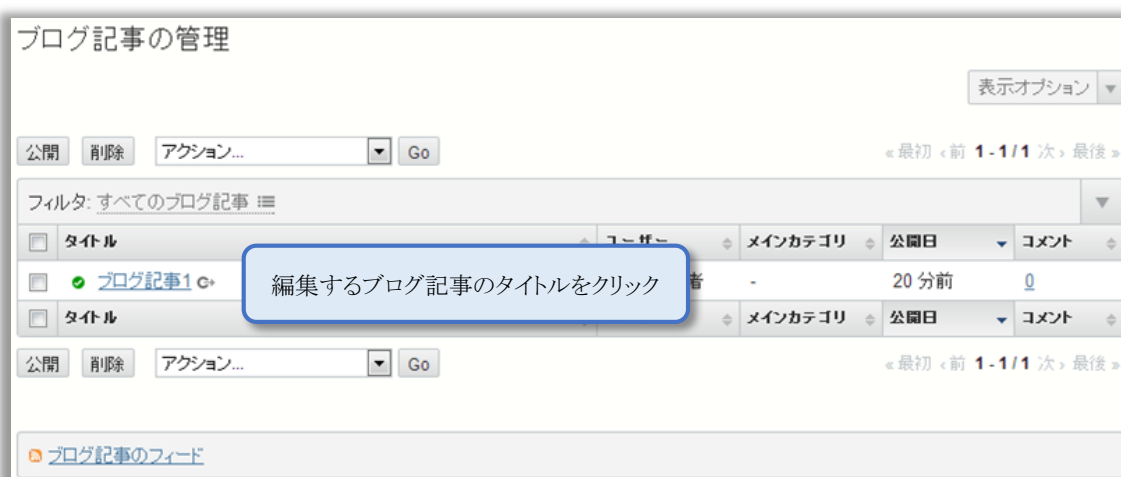 ブログ記事の管理
表示オプション
公開 削除 アクション... Go «最初 ‹前 1 - 1 / 1 次› 最後»
フィルタ: すべてのブログ記事
タイトル ユーザー メインカテゴリ 公開日 コメント
ブログ記事1 者 - 20 分前 0
編集するブログ記事のタイトルをクリック
タイトル メインカテゴリ 公開日 コメント
公開 削除 アクション... Go «最初 ‹前 1 - 1 / 1 次› 最後»
ブログ記事のフィード